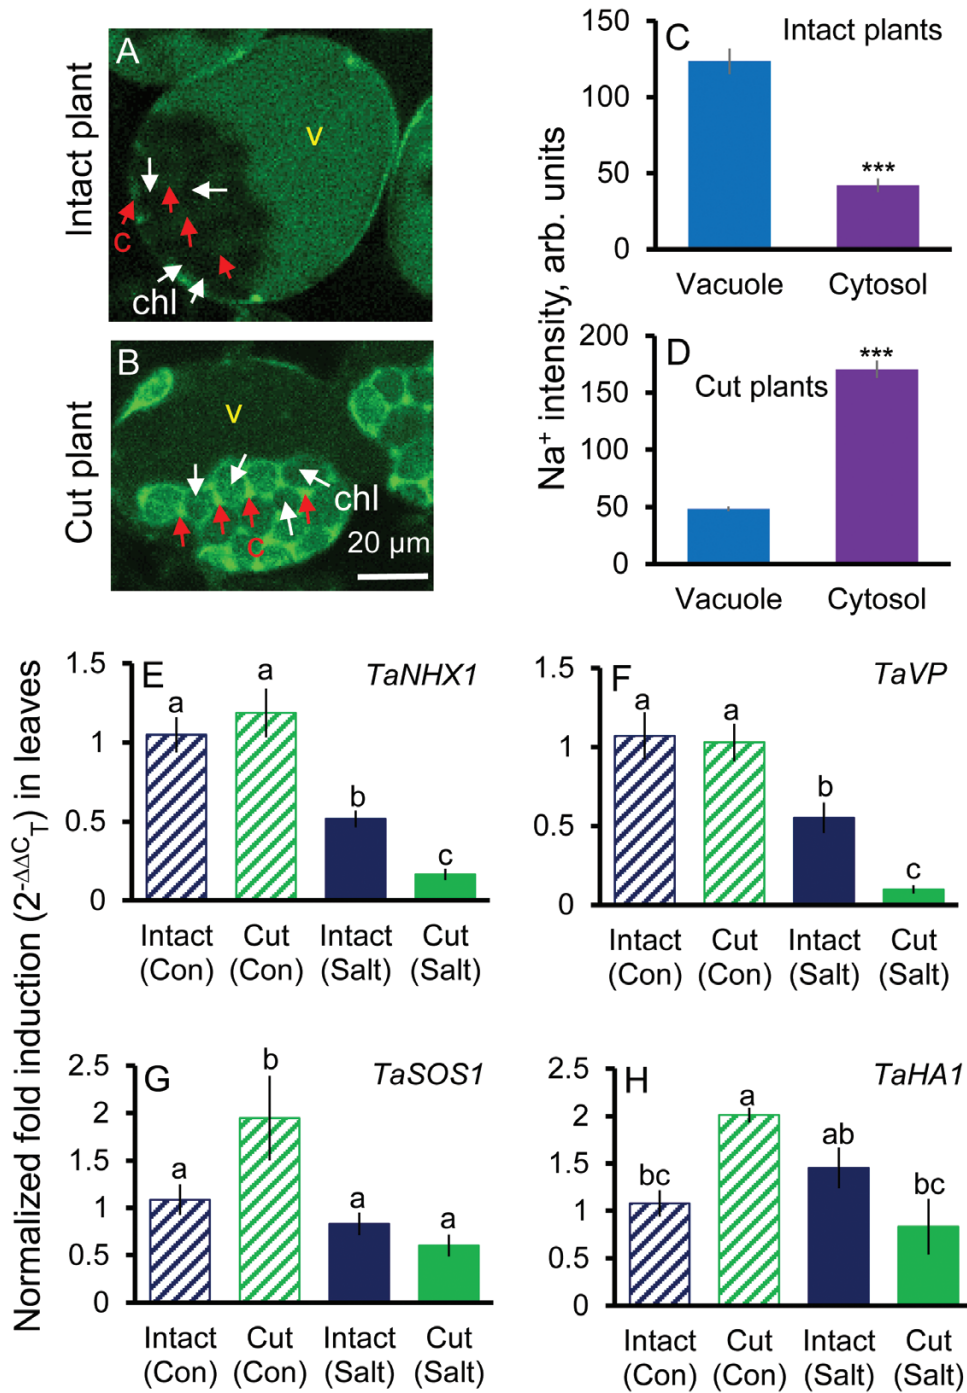 Intact plant
A
v
c
chl
Cut plant
B
v
chl
c
20 µm
Na⁺ intensity, arb. units
C
Intact plants
150
100
50
0
***
Vacuole
Cytosol
D
Cut plants
200
150
100
50
0
***
Vacuole
Cytosol
Normalized fold induction (2^-ΔΔC_T) in leaves
E
TaNHX1
1.5
1
0.5
0
a
a
b
c
Intact
(Con)
Cut
(Con)
Intact
(Salt)
Cut
(Salt)
F
TaVP
1.5
1
0.5
0
a
a
b
c
Intact
(Con)
Cut
(Con)
Intact
(Salt)
Cut
(Salt)
G
TaSOS1
2.5
2
1.5
1
0.5
0
a
b
a
a
Intact
(Con)
Cut
(Con)
Intact
(Salt)
Cut
(Salt)
H
TaHA1
2.5
2
1.5
1
0.5
0
bc
a
ab
bc
Intact
(Con)
Cut
(Con)
Intact
(Salt)
Cut
(Salt)